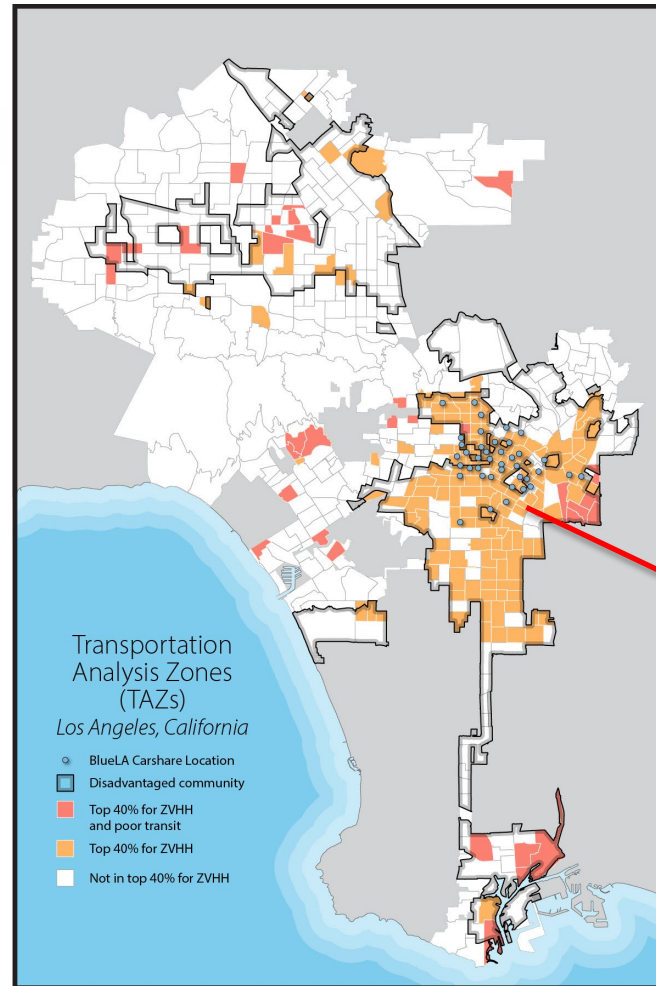 Transportation
Analysis Zones
(TAZs)
Los Angeles, California
BlueLA Carshare Location
Disadvantaged community
Top 40% for ZVHH
and poor transit
Top 40% for ZVHH
Not in top 40% for ZVHH